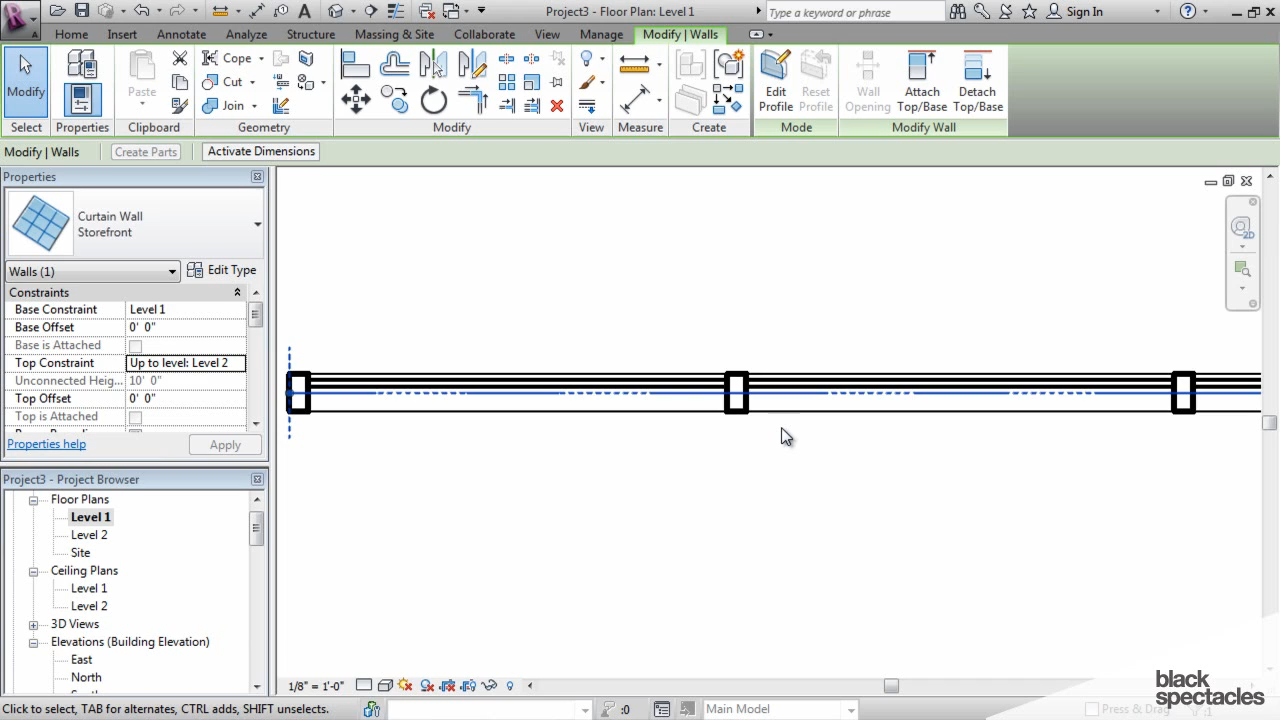 Project3 - Floor Plan: Level 1
Type a keyword or phrase
Sign In
Home Insert Annotate Analyze Structure Massing & Site Collaborate View Manage Modify | Walls
Modify
Paste
Cope
Cut
Join
Edit Profile
Reset Profile
Wall Opening
Attach Top/Base
Detach Top/Base
Select Properties Clipboard Geometry Modify View Measure Create Mode Modify Wall
Modify | Walls Create Parts Activate Dimensions
Properties
Curtain Wall
Storefront
Walls (1) Edit Type
Constraints
Base Constraint Level 1
Base Offset 0' 0"
Base is Attached
Top Constraint Up to level: Level 2
Unconnected Heig... 10' 0"
Top Offset 0' 0"
Top is Attached
Properties help Apply
Project3 - Project Browser
Floor Plans
Level 1
Level 2
Site
Ceiling Plans
Level 1
Level 2
3D Views
Elevations (Building Elevation)
East
North
1/8" = 1'-0"
black
spectacles
Click to select, TAB for alternates, CTRL adds, SHIFT unselects.
:0
Main Model
Press & Drag